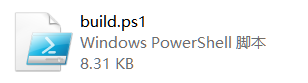 build.ps1
Windows PowerShell 脚本
8.31 KB